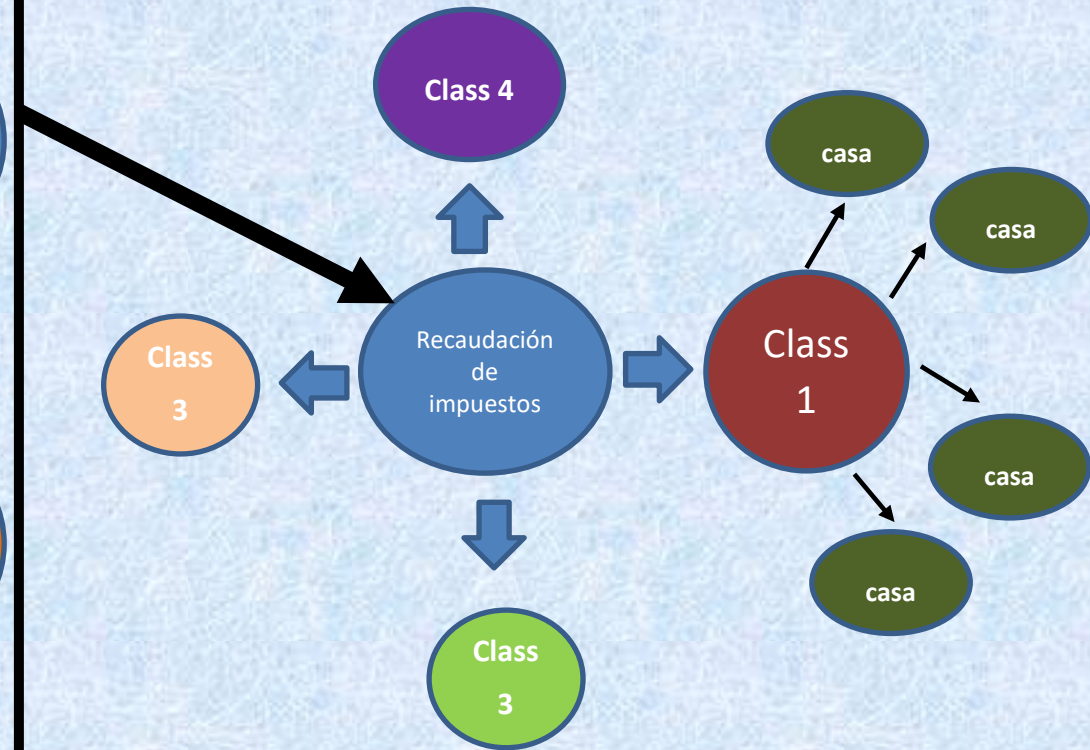 Class 4
casa
casa
Recaudación
de
impuestos
Class
1
Class
3
casa
casa
Class
3